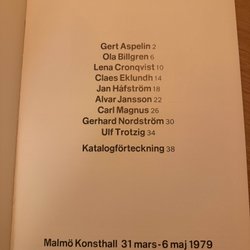 Gert Aspelin 2
Ola Billgren 6
Lena Cronqvist 10
Claes Eklundh 14
Jan Håfström 18
Alvar Jansson 22
Carl Magnus 26
Gerhard Nordström 30
Ulf Trotzig 34
Katalogförteckning 38
Malmö Konsthall 31 mars-6 maj 1979